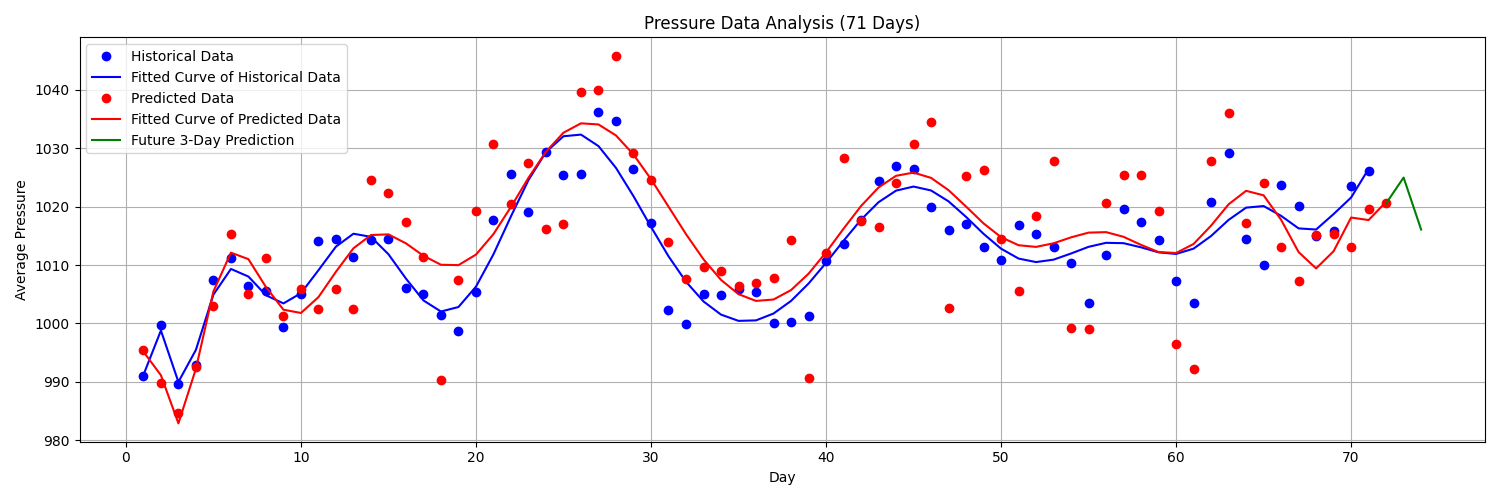 Pressure Data Analysis (71 Days)
Historical Data
Fitted Curve of Historical Data
Predicted Data
Fitted Curve of Predicted Data
Future 3-Day Prediction
Average Pressure
1040
1030
1020
1010
1000
990
980
0 10 20 30 40 50 60 70
Day